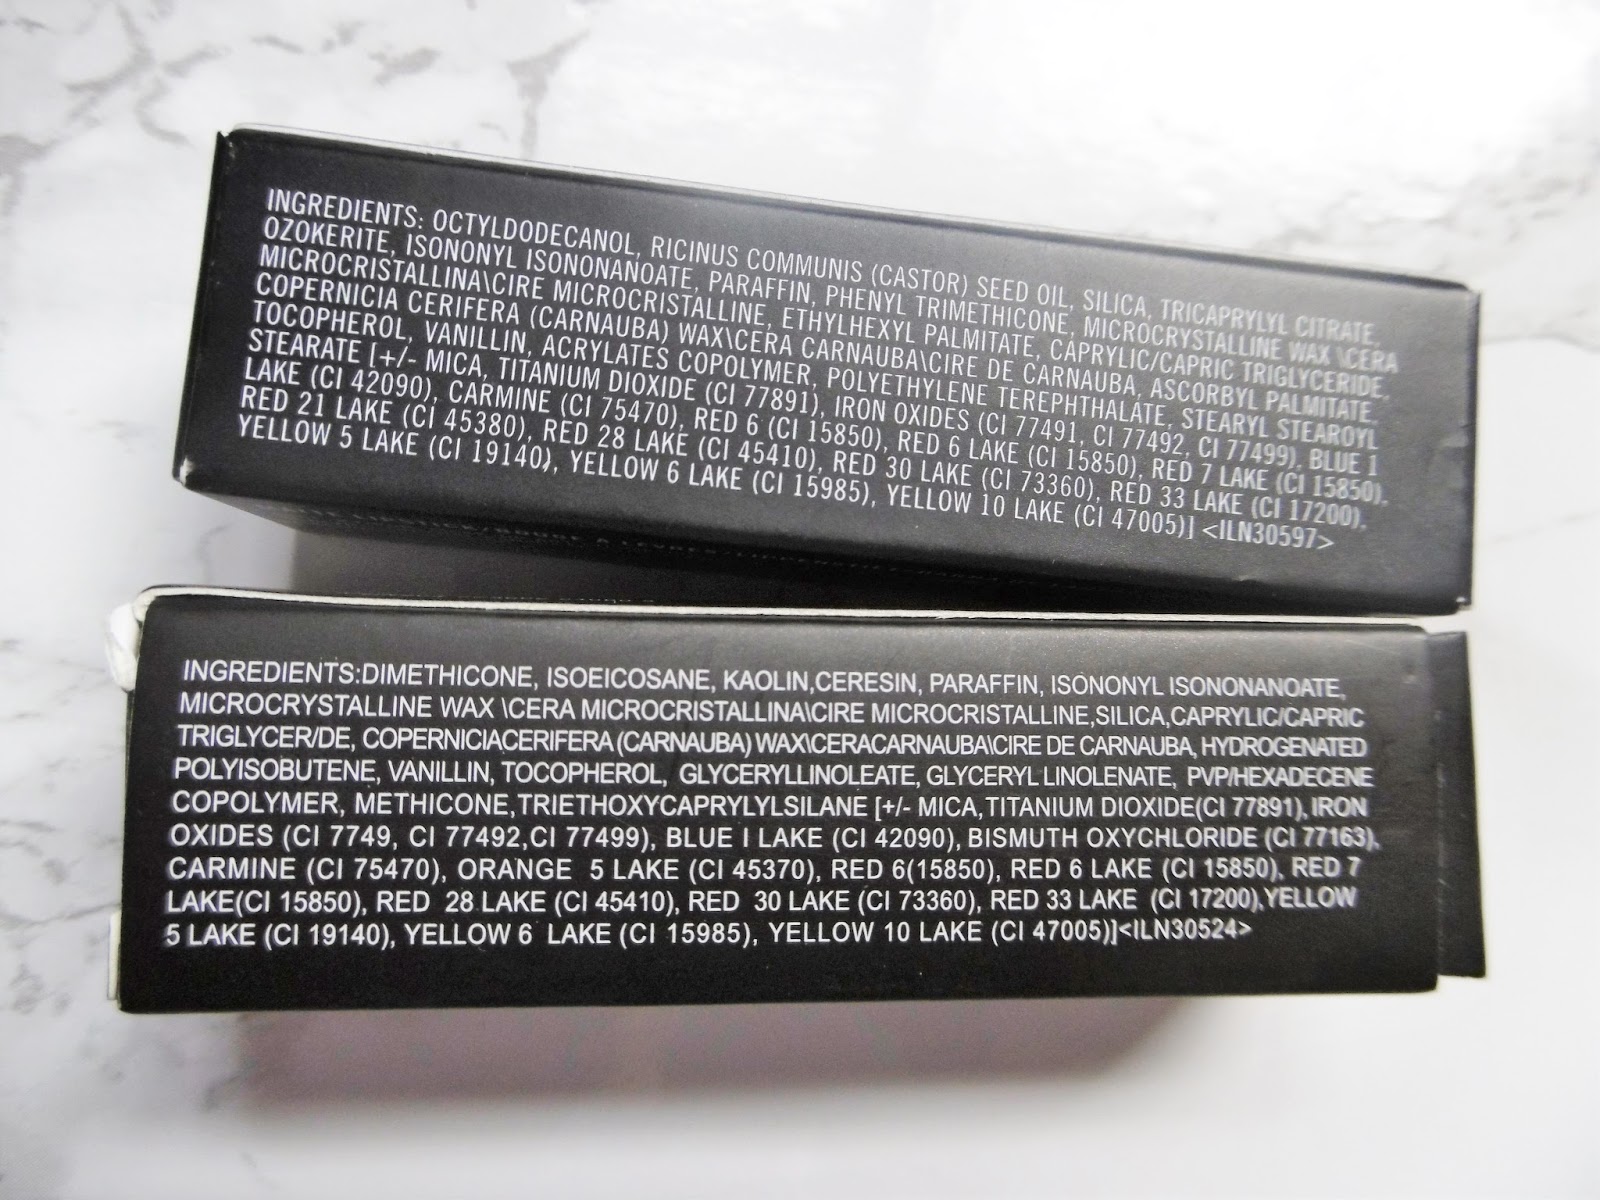 INGREDIENTS: OCTYLDODECANOL, RICINUS COMMUNIS (CASTOR) SEED OIL, SILICA, TRICAPRYLYL CITRATE,
OZOKERITE, ISONONYL ISONONANOATE, PARAFFIN, PHENYL TRIMETHICONE, MICROCRYSTALLINE WAX \CERA
MICROCRISTALLINA\CIRE MICROCRISTALLINE, ETHYLHEXYL PALMITATE, CAPRYLIC/CAPRIC TRIGLYCERIDE,
COPERNICIA CERIFERA (CARNAUBA) WAX\CERA CARNAUBA\CIRE DE CARNAUBA, ASCORBYL PALMITATE,
TOCOPHEROL, VANILLIN, ACRYLATES COPOLYMER, POLYETHYLENE TEREPHTHALATE, STEARYL STEAROYL
STEARATE [+/- MICA, TITANIUM DIOXIDE (CI 77891), IRON OXIDES (CI 77491, CI 77492, CI 77499), BLUE 1
LAKE (CI 42090), CARMINE (CI 75470), RED 6 (CI 15850), RED 6 LAKE (CI 15850), RED 7 LAKE (CI 15850),
RED 21 LAKE (CI 45380), RED 28 LAKE (CI 45410), RED 30 LAKE (CI 73360), RED 33 LAKE (CI 17200),
YELLOW 5 LAKE (CI 19140), YELLOW 6 LAKE (CI 15985), YELLOW 10 LAKE (CI 47005)] <ILN30597>
INGREDIENTS:DIMETHICONE, ISOEICOSANE, KAOLIN,CERESIN, PARAFFIN, ISONONYL ISONONANOATE,
MICROCRYSTALLINE WAX \CERA MICROCRISTALLINA\CIRE MICROCRISTALLINE,SILICA,CAPRYLIC/CAPRIC
TRIGLYCER/DE, COPERNICIACERIFERA (CARNAUBA) WAX\CERACARNAUBA\CIRE DE CARNAUBA, HYDROGENATED
POLYISOBUTENE, VANILLIN, TOCOPHEROL, GLYCERYLLINOLEATE, GLYCERYL LINOLENATE, PVP/HEXADECENE
COPOLYMER, METHICONE,TRIETHOXYCAPRYLYLSILANE [+/- MICA,TITANIUM DIOXIDE(CI 77891), IRON
OXIDES (CI 7749, CI 77492,CI 77499), BLUE I LAKE (CI 42090), BISMUTH OXYCHLORIDE (CI 77163),
CARMINE (CI 75470), ORANGE 5 LAKE (CI 45370), RED 6(15850), RED 6 LAKE (CI 15850), RED 7
LAKE(CI 15850), RED 28 LAKE (CI 45410), RED 30 LAKE (CI 73360), RED 33 LAKE (CI 17200),YELLOW
5 LAKE (CI 19140), YELLOW 6 LAKE (CI 15985), YELLOW 10 LAKE (CI 47005)]<ILN30524>